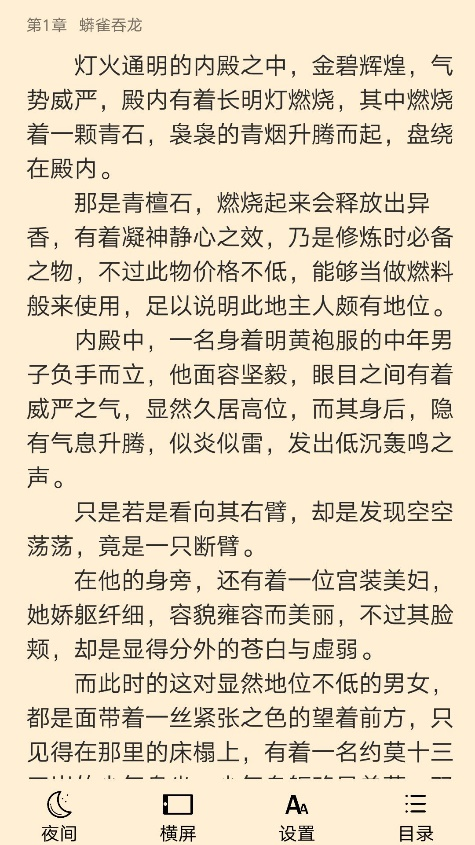 第1章 蟒雀吞龙
灯火通明的内殿之中，金碧辉煌，气
势威严，殿内有着长明灯燃烧，其中燃烧
着一颗青石，袅袅的青烟升腾而起，盘绕
在殿内。
那是青檀石，燃烧起来会释放出异
香，有着凝神静心之效，乃是修炼时必备
之物，不过此物价格不低，能够当做燃料
般来使用，足以说明此地主人颇有地位。
内殿中，一名身着明黄袍服的中年男
子负手而立，他面容坚毅，眼目之间有着
威严之气，显然久居高位，而其身后，隐
有气息升腾，似炎似雷，发出低沉轰鸣之
声。
只是若是看向其右臂，却是发现空空
荡荡，竟是一只断臂。
在他的身旁，还有着一位宫装美妇，
她娇躯纤细，容貌雍容而美丽，不过其脸
颊，却是显得分外的苍白与虚弱。
而此时的这对显然地位不低的男女，
都是面带着一丝紧张之色的望着前方，只
见得在那里的床榻上，有着一名约莫十三
夜间 横屏 设置 目录